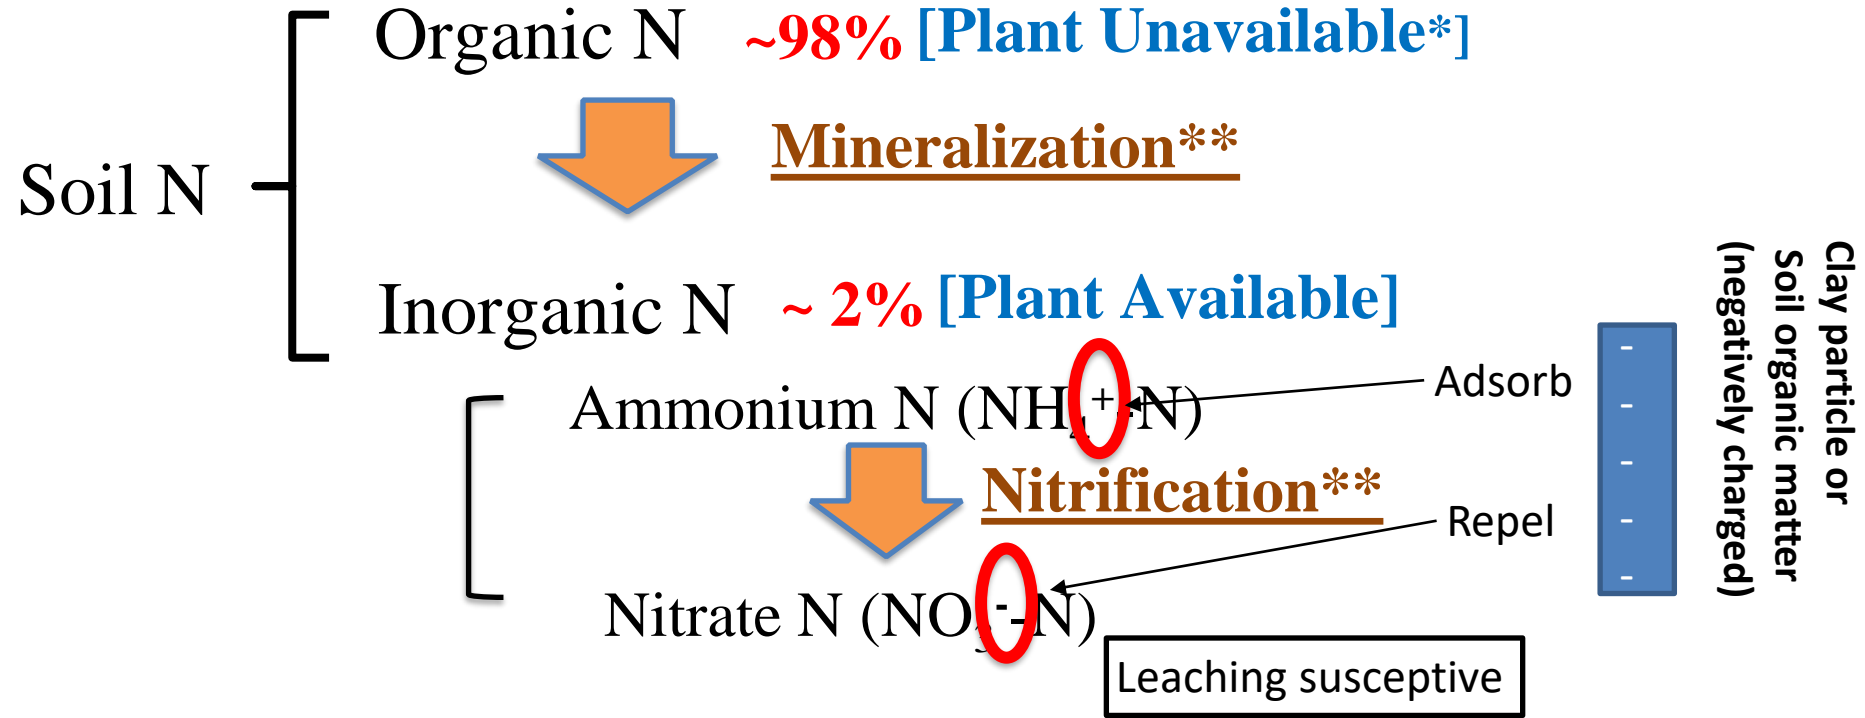 Organic N ~98% [Plant Unavailable*]
Mineralization**
Soil N
Inorganic N ~ 2% [Plant Available]
Ammonium N (NH4+-N)
Adsorb
Nitrification**
Repel
Nitrate N (NO3--N)
Leaching susceptive
Clay particle or
Soil organic matter
(negatively charged)
-
-
-
-
-